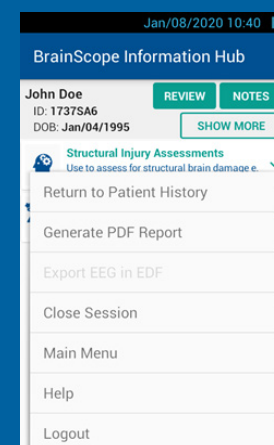 Jan/08/2020 10:40
BrainScope Information Hub
John Doe
REVIEW
NOTES
ID: 1737SA6
DOB: Jan/04/1995
SHOW MORE
Structural Injury Assessments
Use to assess for structural brain damage e.
Return to Patient History
Generate PDF Report
Export EEG in EDF
Close Session
Main Menu
Help
Logout